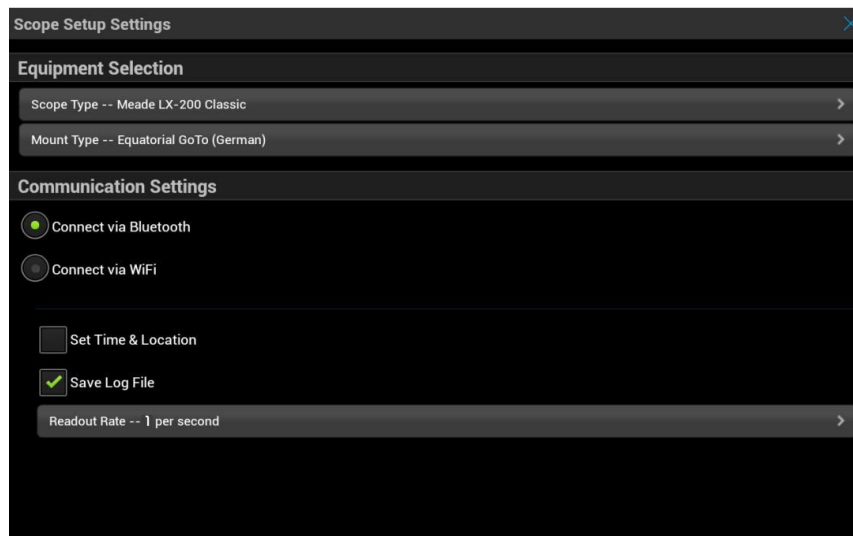 Scope Setup Settings
Equipment Selection
Scope Type -- Meade LX-200 Classic
Mount Type -- Equatorial GoTo (German)
Communication Settings
Connect via Bluetooth
Connect via WiFi
Set Time & Location
Save Log File
Readout Rate -- 1 per second